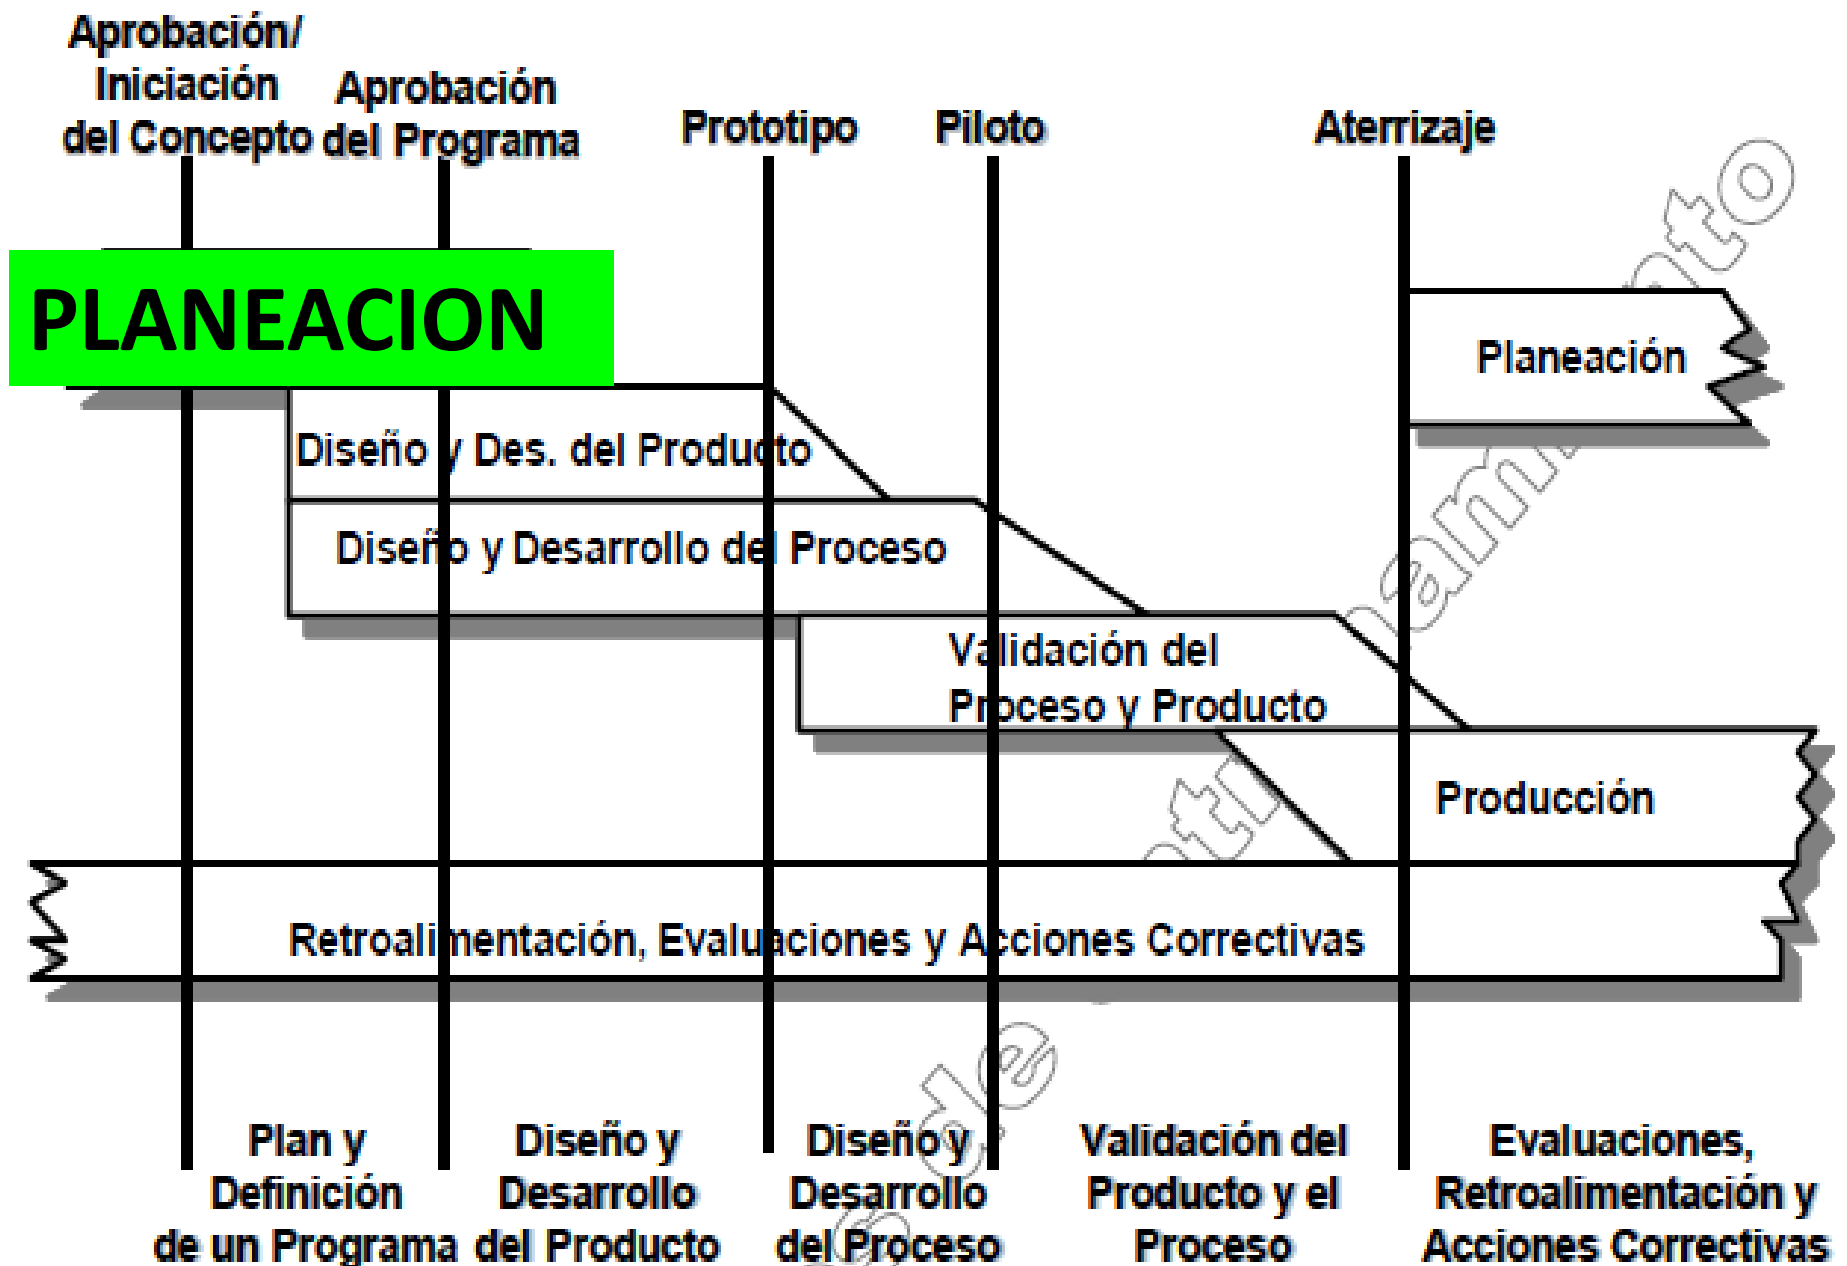 Aprobación/
Iniciación
del Concepto
Aprobación
del Programa
Prototipo
Piloto
Aterrizaje
PLANEACION
Planeación
Diseño y Des. del Producto
Diseño y Desarrollo del Proceso
Validación del
Proceso y Producto
Producción
Retroalimentación, Evaluaciones y Acciones Correctivas
Plan y
Definición
de un Programa
Diseño y
Desarrollo
del Producto
Diseño y
Desarrollo
del Proceso
Validación del
Producto y el
Proceso
Evaluaciones,
Retroalimentación y
Acciones Correctivas
de